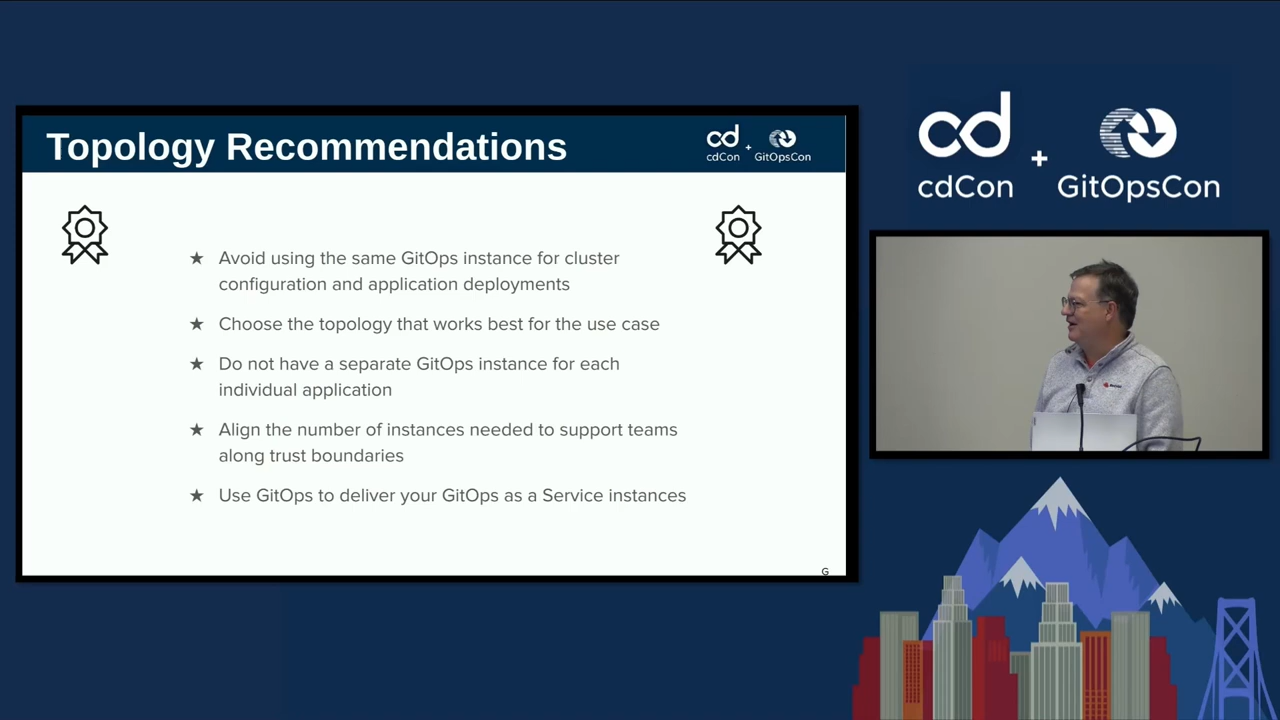 Topology Recommendations
cd
cdCon
+
GitOpsCon
★ Avoid using the same GitOps instance for cluster
configuration and application deployments
★ Choose the topology that works best for the use case
★ Do not have a separate GitOps instance for each
individual application
★ Align the number of instances needed to support teams
along trust boundaries
★ Use GitOps to deliver your GitOps as a Service instances
G
cd
cdCon
+
GitOpsCon